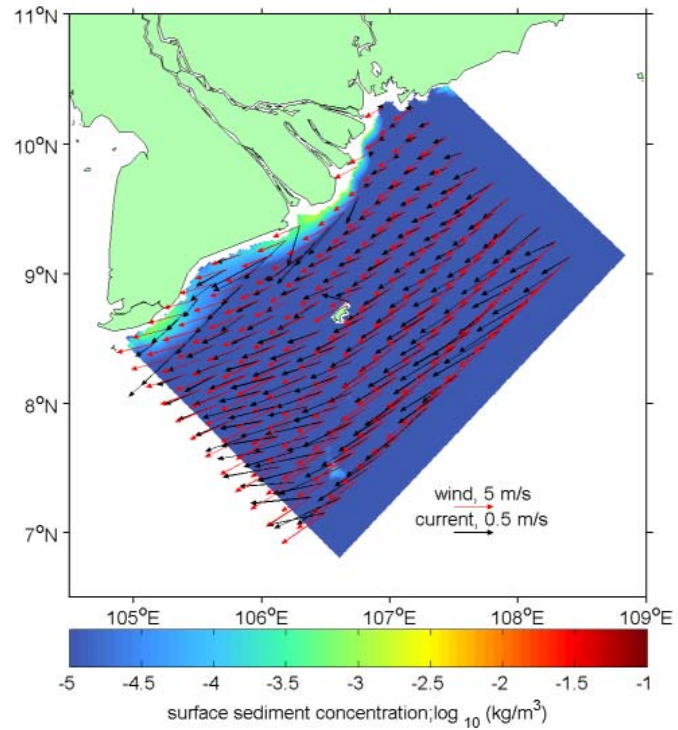 11°N
10°N
9°N
8°N
7°N
wind, 5 m/s
current, 0.5 m/s
105°E 106°E 107°E 108°E 109°E
-5 -4.5 -4 -3.5 -3 -2.5 -2 -1.5 -1
surface sediment concentration;log 10 (kg/m³)